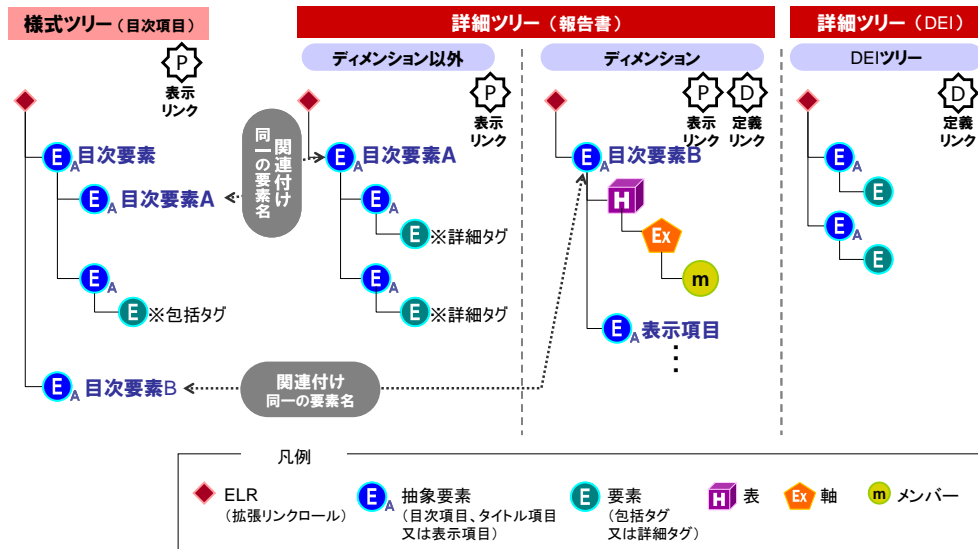 様式ツリー（目次項目）
P
表示
リンク
E A 目次要素
E A 目次要素A
E A
E ※包括タグ
E A 目次要素B
関連付け
同一の要素名
関連付け
同一の要素名
詳細ツリー（報告書）
ディメンション以外
P
表示
リンク
E A 目次要素A
E A
E ※詳細タグ
E A
E ※詳細タグ
ディメンション
P D
表示 定義
リンク リンク
E A 目次要素B
H
Ex
m
E A 表示項目
⋮
詳細ツリー（DEI）
DEIツリー
D
定義
リンク
E A
E
E A
E
凡例
ELR
（拡張リンクロール）
E A 抽象要素
（目次項目、タイトル項目
又は表示項目）
E 要素
（包括タグ
又は詳細タグ）
H 表
Ex 軸
m メンバー